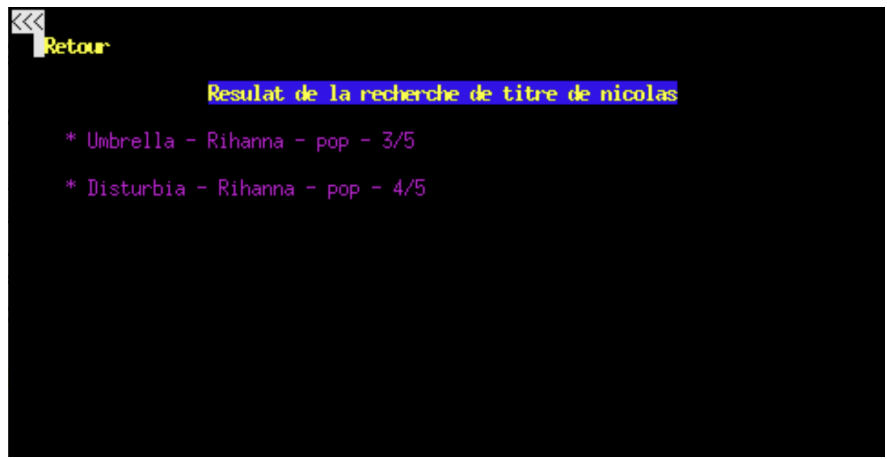 <<<
Retour
Resulat de la recherche de titre de nicolas
* Umbrella - Rihanna - pop - 3/5
* Disturbia - Rihanna - pop - 4/5